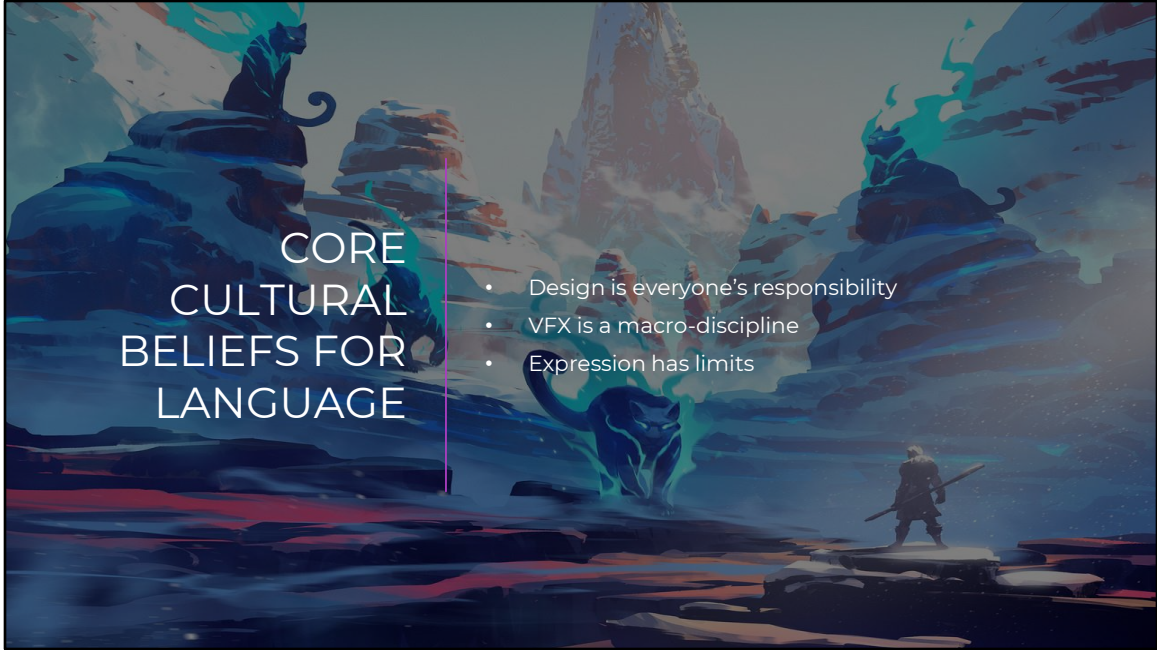 CORE
CULTURAL
BELIEFS FOR
LANGUAGE
• Design is everyone’s responsibility
• VFX is a macro-discipline
• Expression has limits